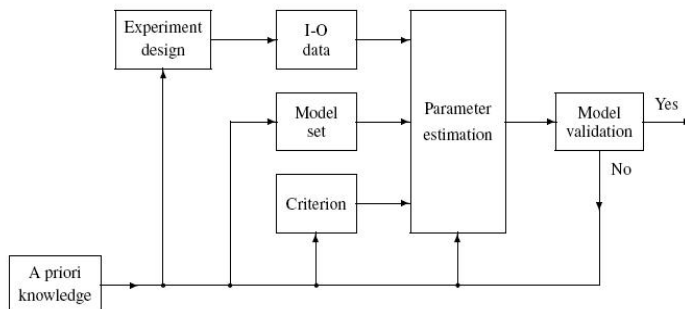 Experiment
design
I-O
data
Model
set
Criterion
Parameter
estimation
Model
validation
Yes
No
A priori
knowledge